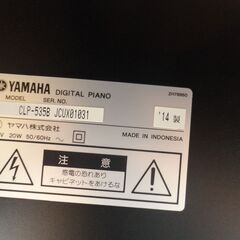 YAMAHA DIGITAL PIANO
MODEL SER. NO. ZH78860
CLP-535B JCUX01031 '14 製
ヤマハ株式会社
V 20W 50/60Hz MADE IN INDONESIA
注意
感電の恐れあり
キャビネットをあけるな